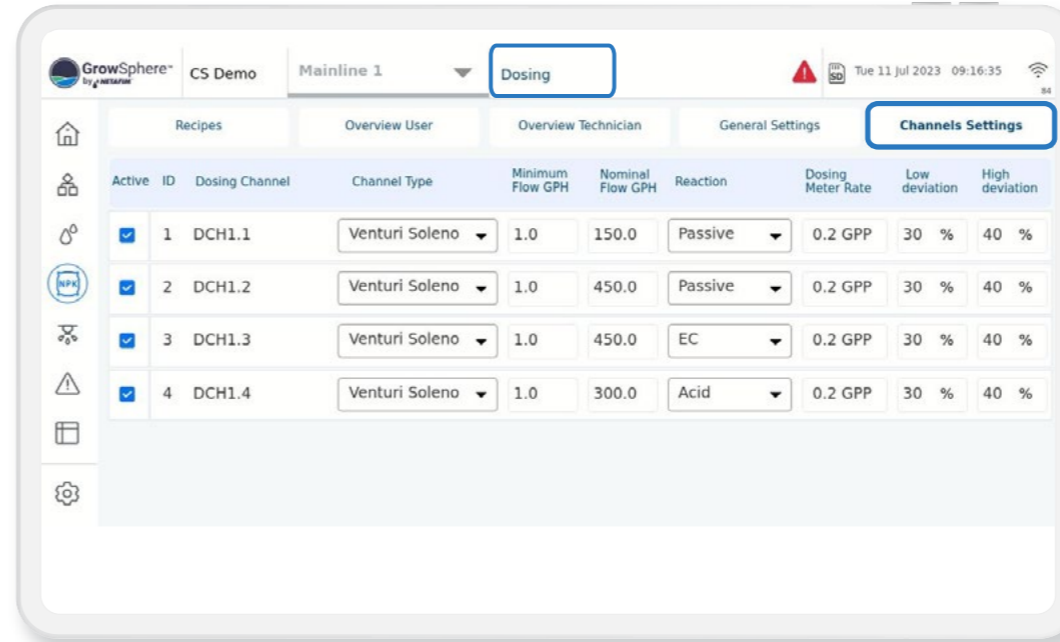 GrowSphere™
by NETAFIM
CS Demo
Mainline 1
Dosing
SD
Tue 11 Jul 2023 09:16:35
84
Recipes
Overview User
Overview Technician
General Settings
Channels Settings
Active ID Dosing Channel Channel Type Minimum Flow GPH Nominal Flow GPH Reaction Dosing Meter Rate Low deviation High deviation
1 DCH1.1 Venturi Soleno 1.0 150.0 Passive 0.2 GPP 30 % 40 %
2 DCH1.2 Venturi Soleno 1.0 450.0 Passive 0.2 GPP 30 % 40 %
NPK
3 DCH1.3 Venturi Soleno 1.0 450.0 EC 0.2 GPP 30 % 40 %
4 DCH1.4 Venturi Soleno 1.0 300.0 Acid 0.2 GPP 30 % 40 %